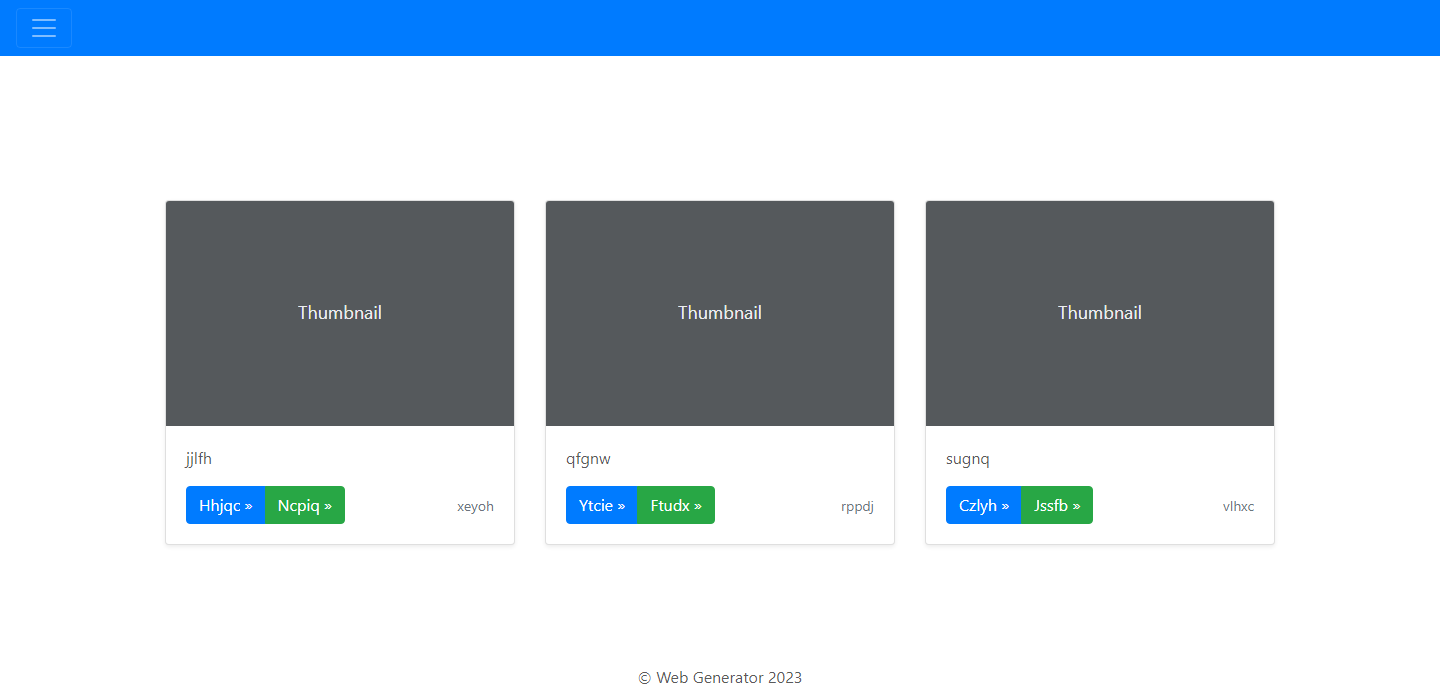 Thumbnail
jjlfh
Hhjqc »
Ncpiq »
xeyoh
Thumbnail
qfgnw
Ytcie »
Ftudx »
rppdj
Thumbnail
sugnq
Czlyh »
Jssfb »
vlhxc
© Web Generator 2023